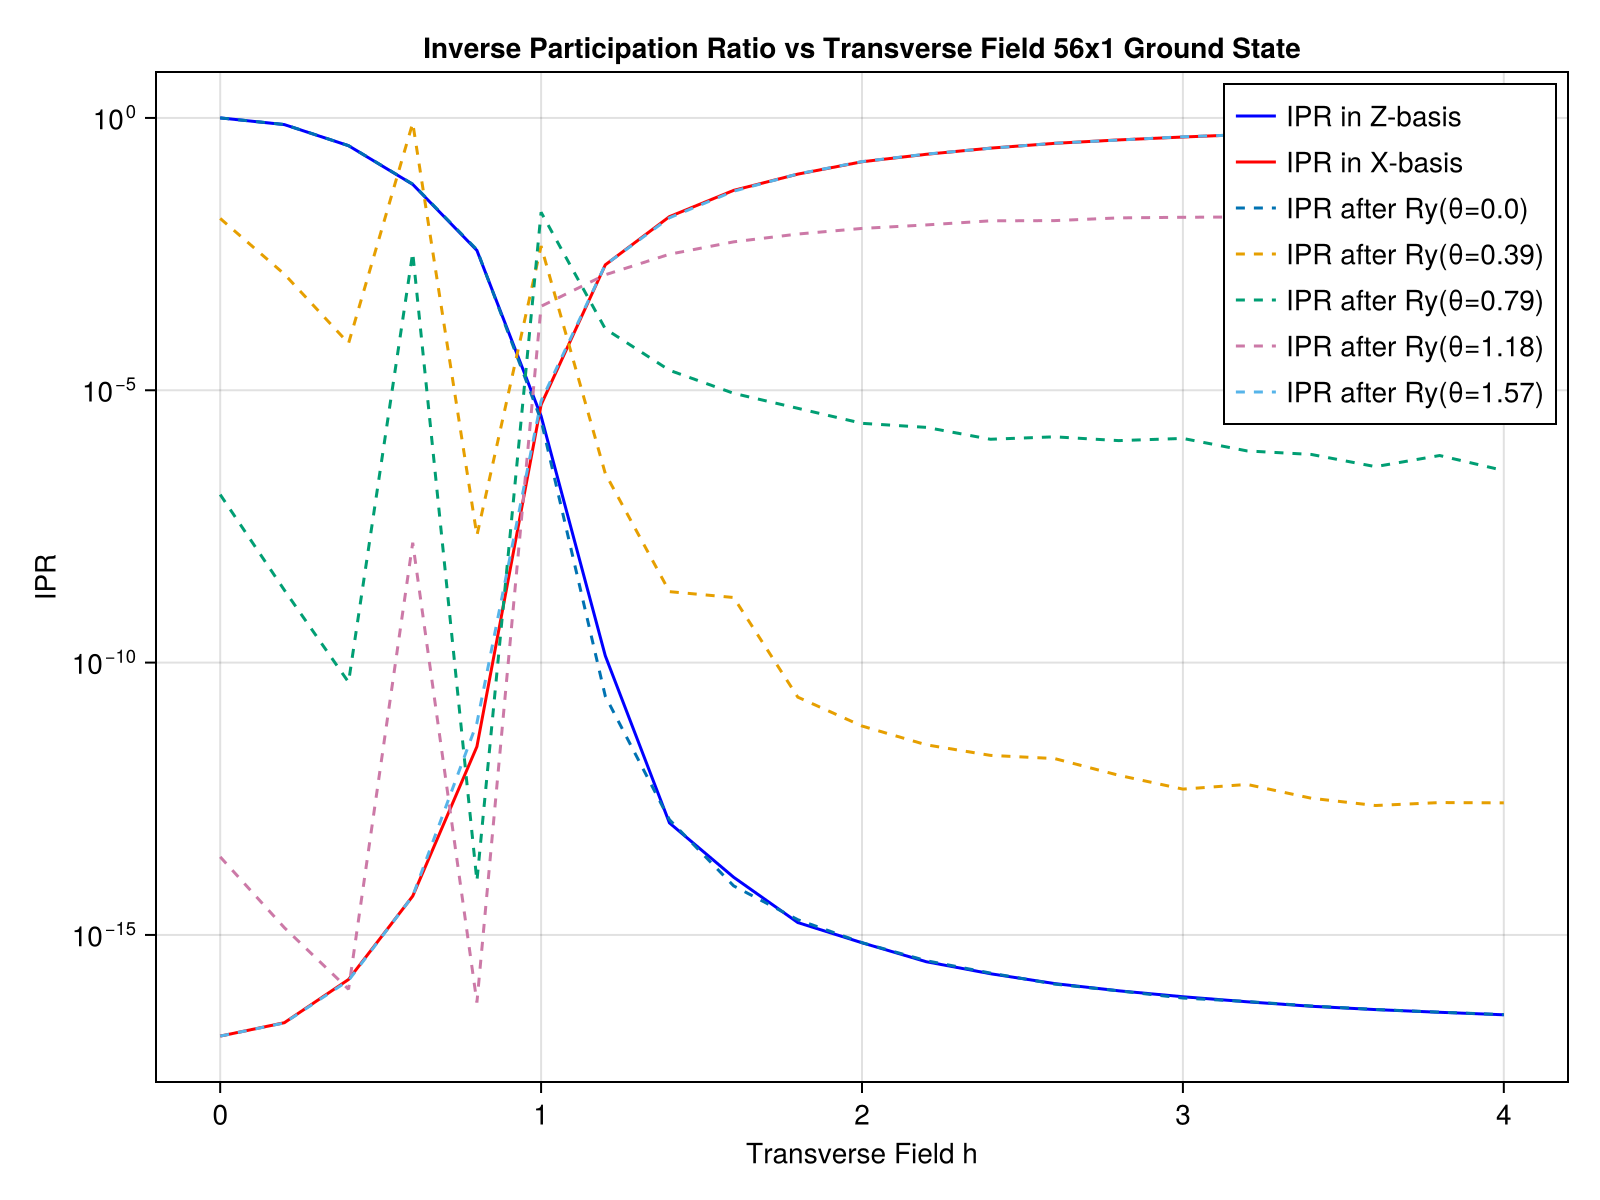 Inverse Participation Ratio vs Transverse Field 56x1 Ground State
IPR in Z-basis
IPR in X-basis
IPR after Ry(θ=0.0)
IPR after Ry(θ=0.39)
IPR after Ry(θ=0.79)
IPR after Ry(θ=1.18)
IPR after Ry(θ=1.57)
10⁰
10⁻⁵
10⁻¹⁰
10⁻¹⁵
IPR
0 1 2 3 4
Transverse Field h